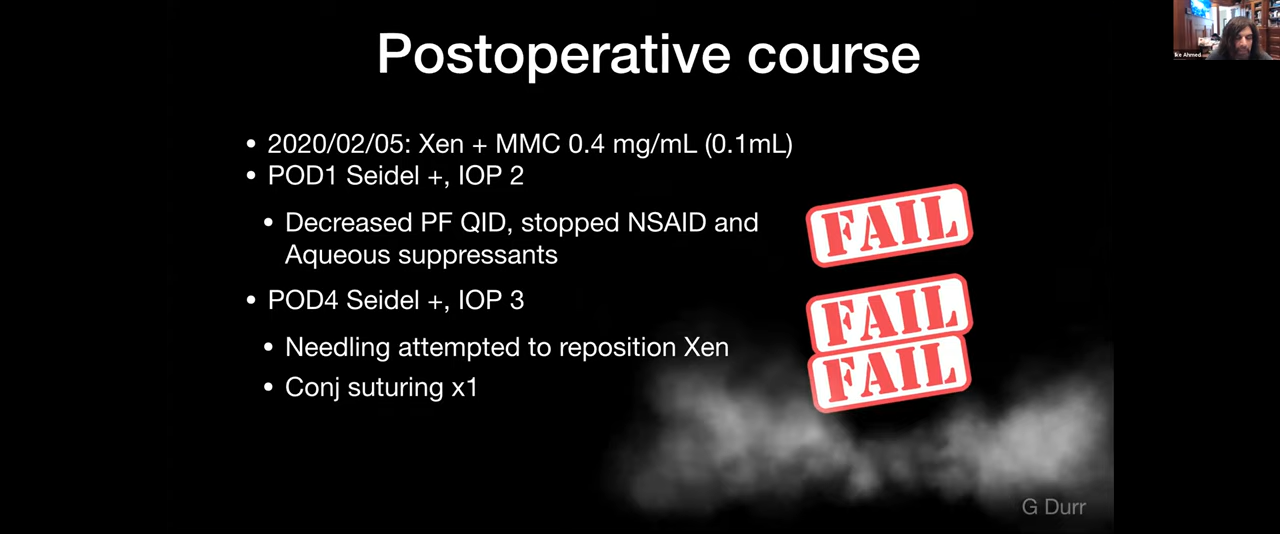 Postoperative course
Ike Ahmed
• 2020/02/05: Xen + MMC 0.4 mg/mL (0.1mL)
• POD1 Seidel +, IOP 2
• Decreased PF QID, stopped NSAID and
Aqueous suppressants
FAIL
• POD4 Seidel +, IOP 3
FAIL
• Needling attempted to reposition Xen
FAIL
• Conj suturing x1
G Durr